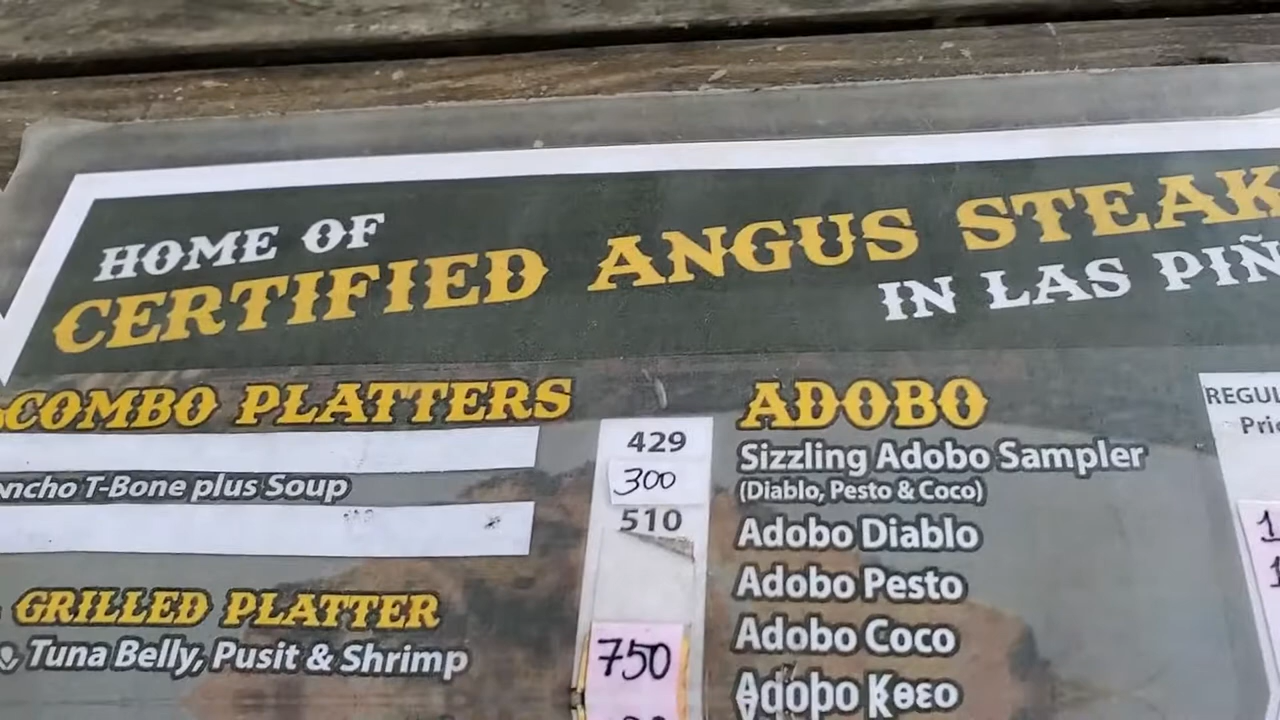 HOME OF
CERTIFIED ANGUS STEAK
IN LAS PIÑ
COMBO PLATTERS
429
ncho T-Bone plus Soup 300
510
GRILLED PLATTER
Tuna Belly, Pusit & Shrimp 750
ADOBO
REGUL
Pric
Sizzling Adobo Sampler
(Diablo, Pesto & Coco)
Adobo Diablo
Adobo Pesto
Adobo Coco
Adobo